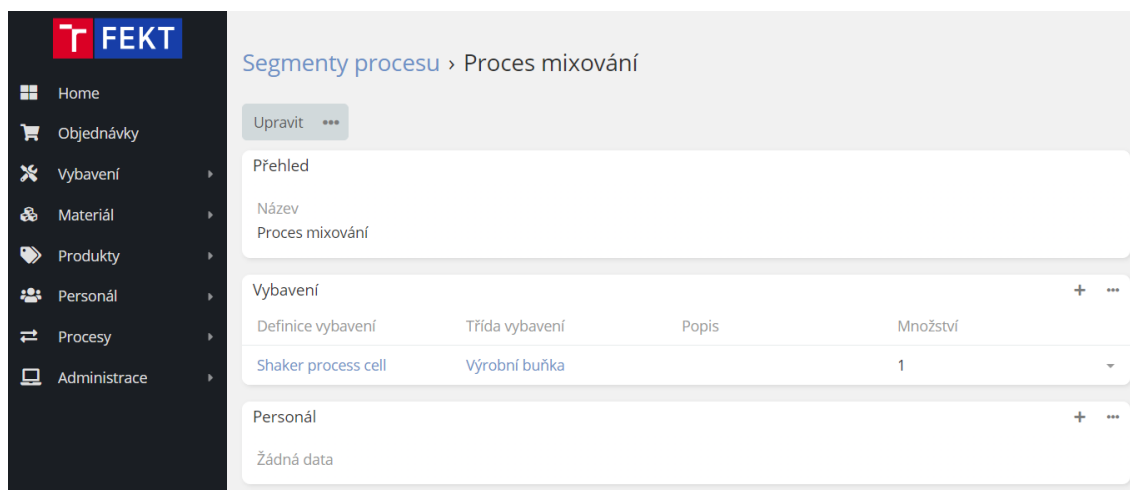 T FEKT
Home
Objednávky
Vybavení
Materiál
Produkty
Personál
Procesy
Administrace
Segmenty procesu › Proces mixování
Upravit •••
Přehled
Název
Proces mixování
Vybavení + •••
Definice vybavení Třída vybavení Popis Množství
Shaker process cell Výrobní buňka 1
Personál + •••
Žádná data